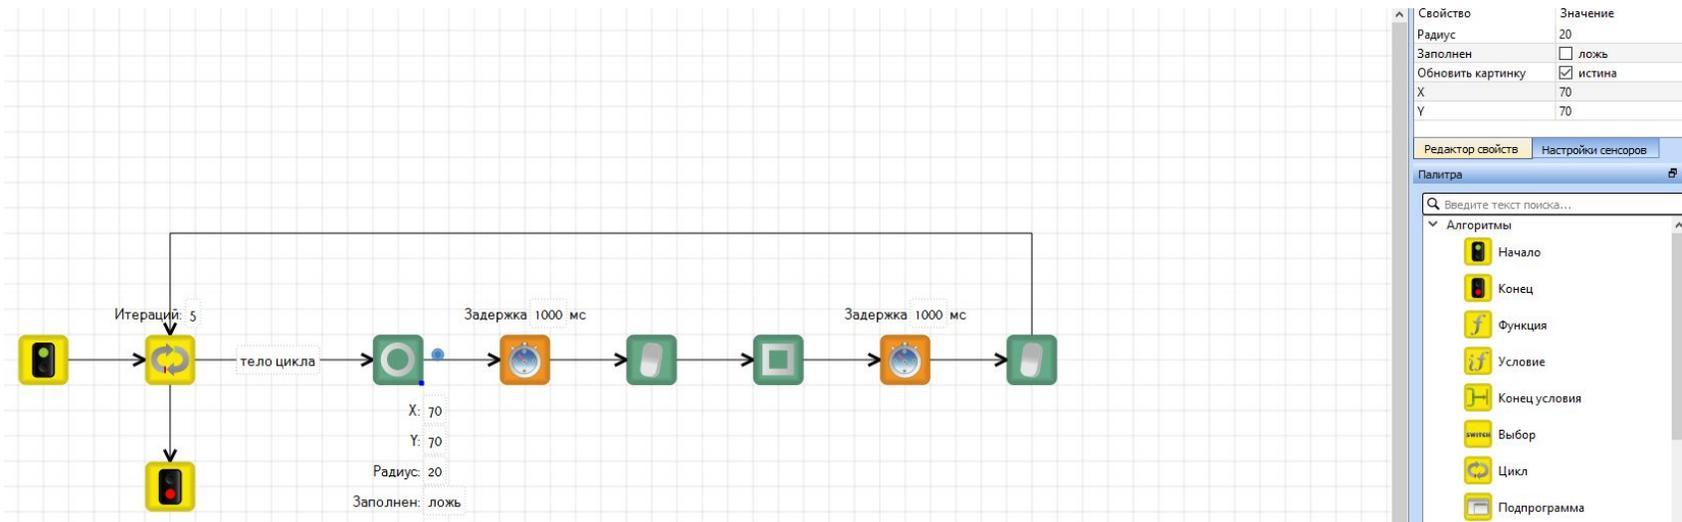 Свойство Значение
Радиус 20
Заполнен ложь
Обновить картинку истина
X 70
Y 70
Редактор свойств Настройки сенсоров
Палитра
Введите текст поиска...
Алгоритмы
Начало
Конец
Функция
Условие
Конец условия
SWITCH Выбор
Цикл
Подпрограмма
Итераций: 5
Задержка 1000 мс
Задержка 1000 мс
тело цикла
X: 70
Y: 70
Радиус: 20
Заполнен: ложь